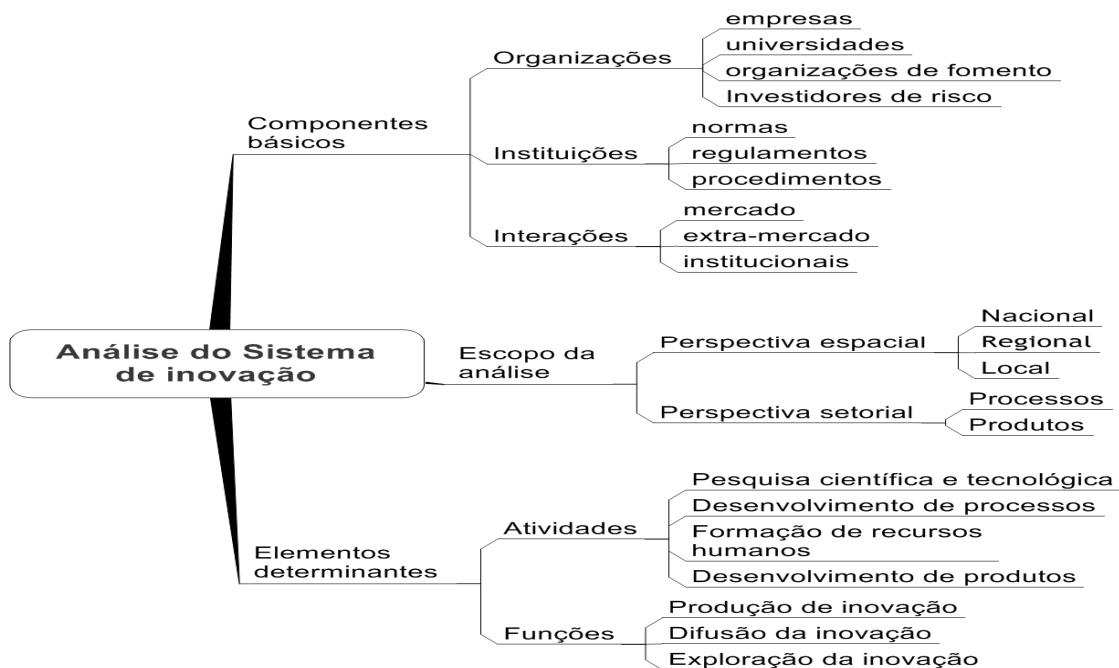 Análise do Sistema
de inovação
Componentes
básicos
Organizações
empresas
universidades
organizações de fomento
Investidores de risco
Instituições
normas
regulamentos
procedimentos
Interações
mercado
extra-mercado
institucionais
Escopo da
análise
Perspectiva espacial
Nacional
Regional
Local
Perspectiva setorial
Processos
Produtos
Elementos
determinantes
Atividades
Pesquisa científica e tecnológica
Desenvolvimento de processos
Formação de recursos
humanos
Desenvolvimento de produtos
Funções
Produção de inovação
Difusão da inovação
Exploração da inovação